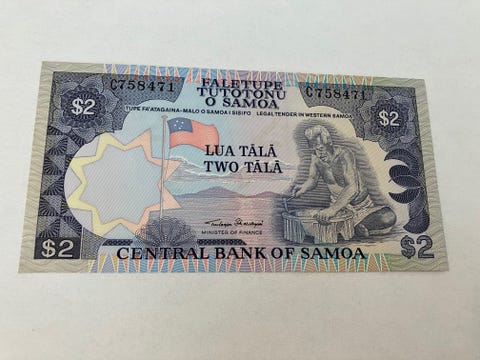 C758471
FALETUPE
TUTOTONU
O SAMOA
C758471
$2
$2
TUPE FA'ATAGAINA-MALO O SAMOA I SISIFO LEGAL TENDER IN WESTERN SAMOA
LUA TĀLĀ
TWO TĀLĀ
MINISTER OF FINANCE
$2
CENTRAL BANK OF SAMOA
$2